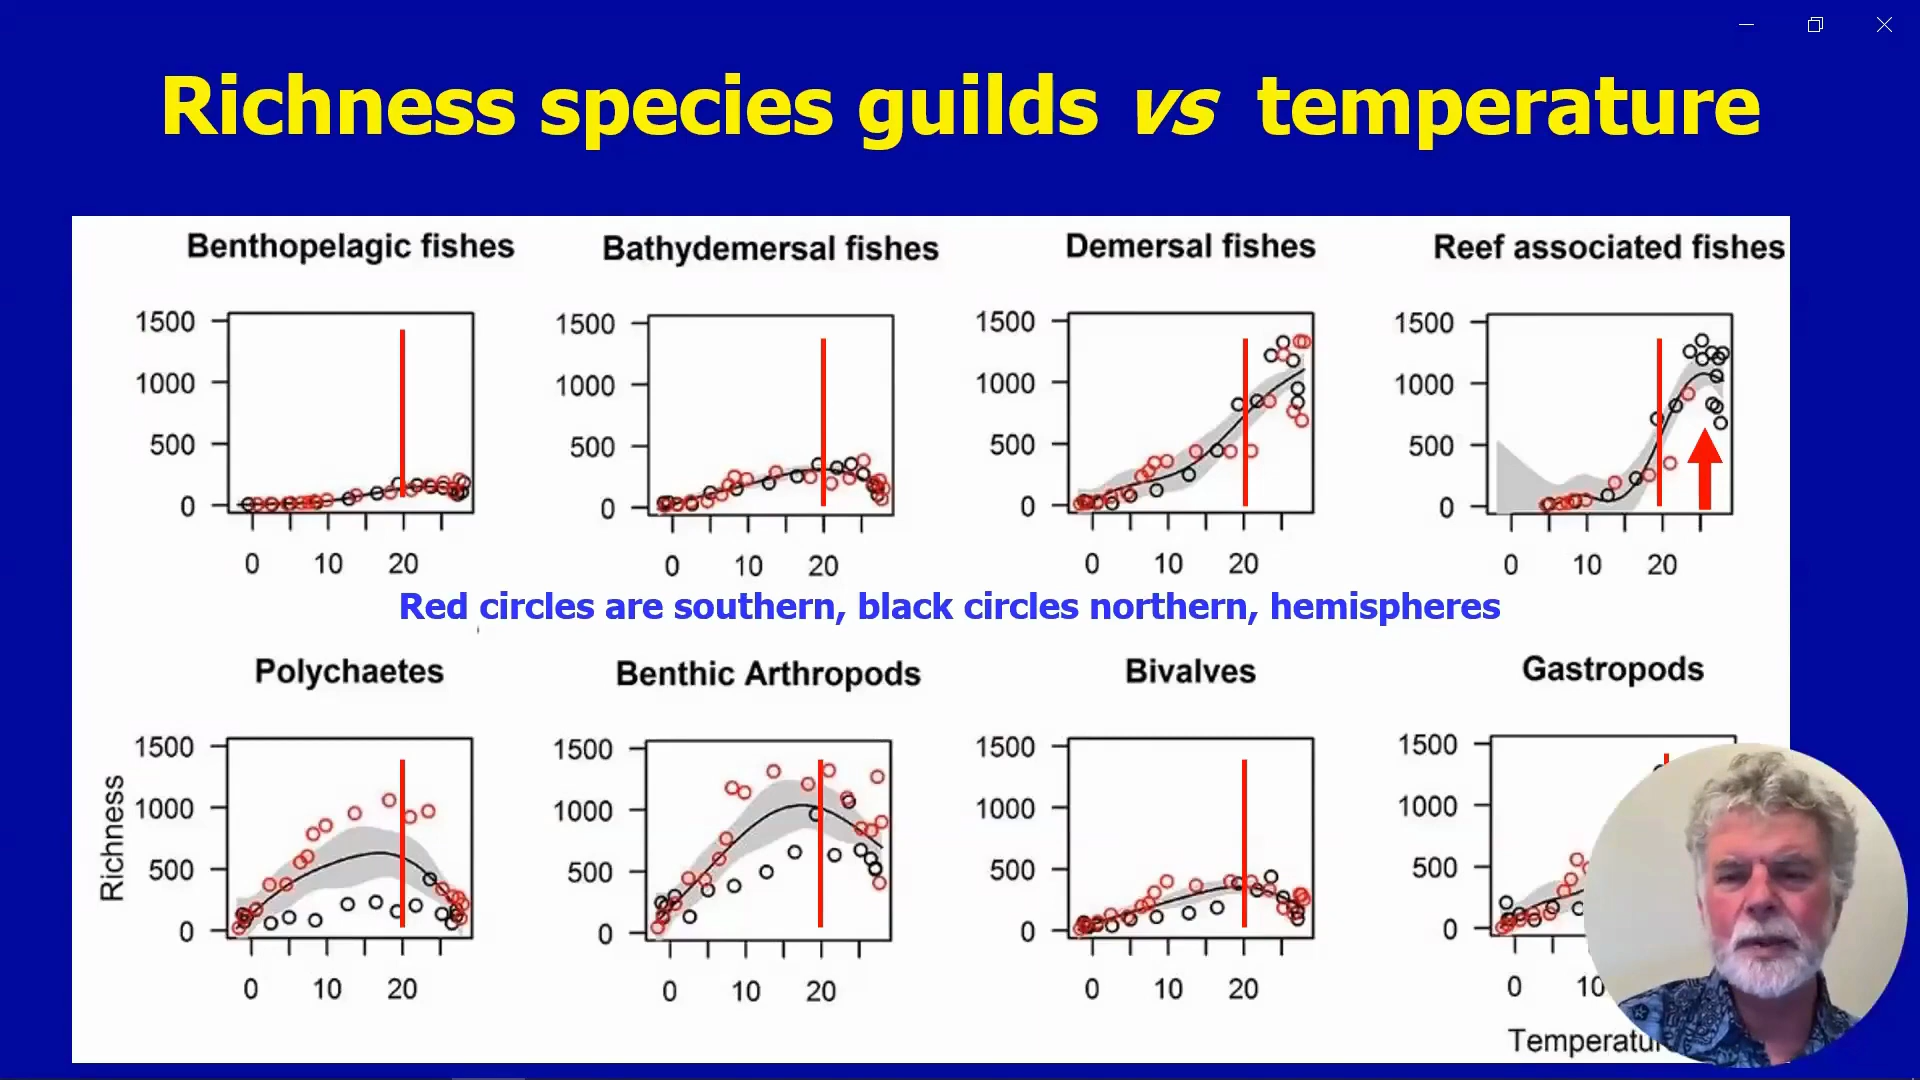 Richness species guilds vs temperature
Benthopelagic fishes
Bathydemersal fishes
Demersal fishes
Reef associated fishes
1500
1000
500
0
0 10 20
1500
1000
500
0
0 10 20
1500
1000
500
0
0 10 20
1500
1000
500
0
0 10 20
Red circles are southern, black circles northern, hemispheres
Polychaetes
Benthic Arthropods
Bivalves
Gastropods
Richness
1500
1000
500
0
0 10 20
1500
1000
500
0
0 10 20
1500
1000
500
0
0 10 20
1500
1000
500
0
0 10